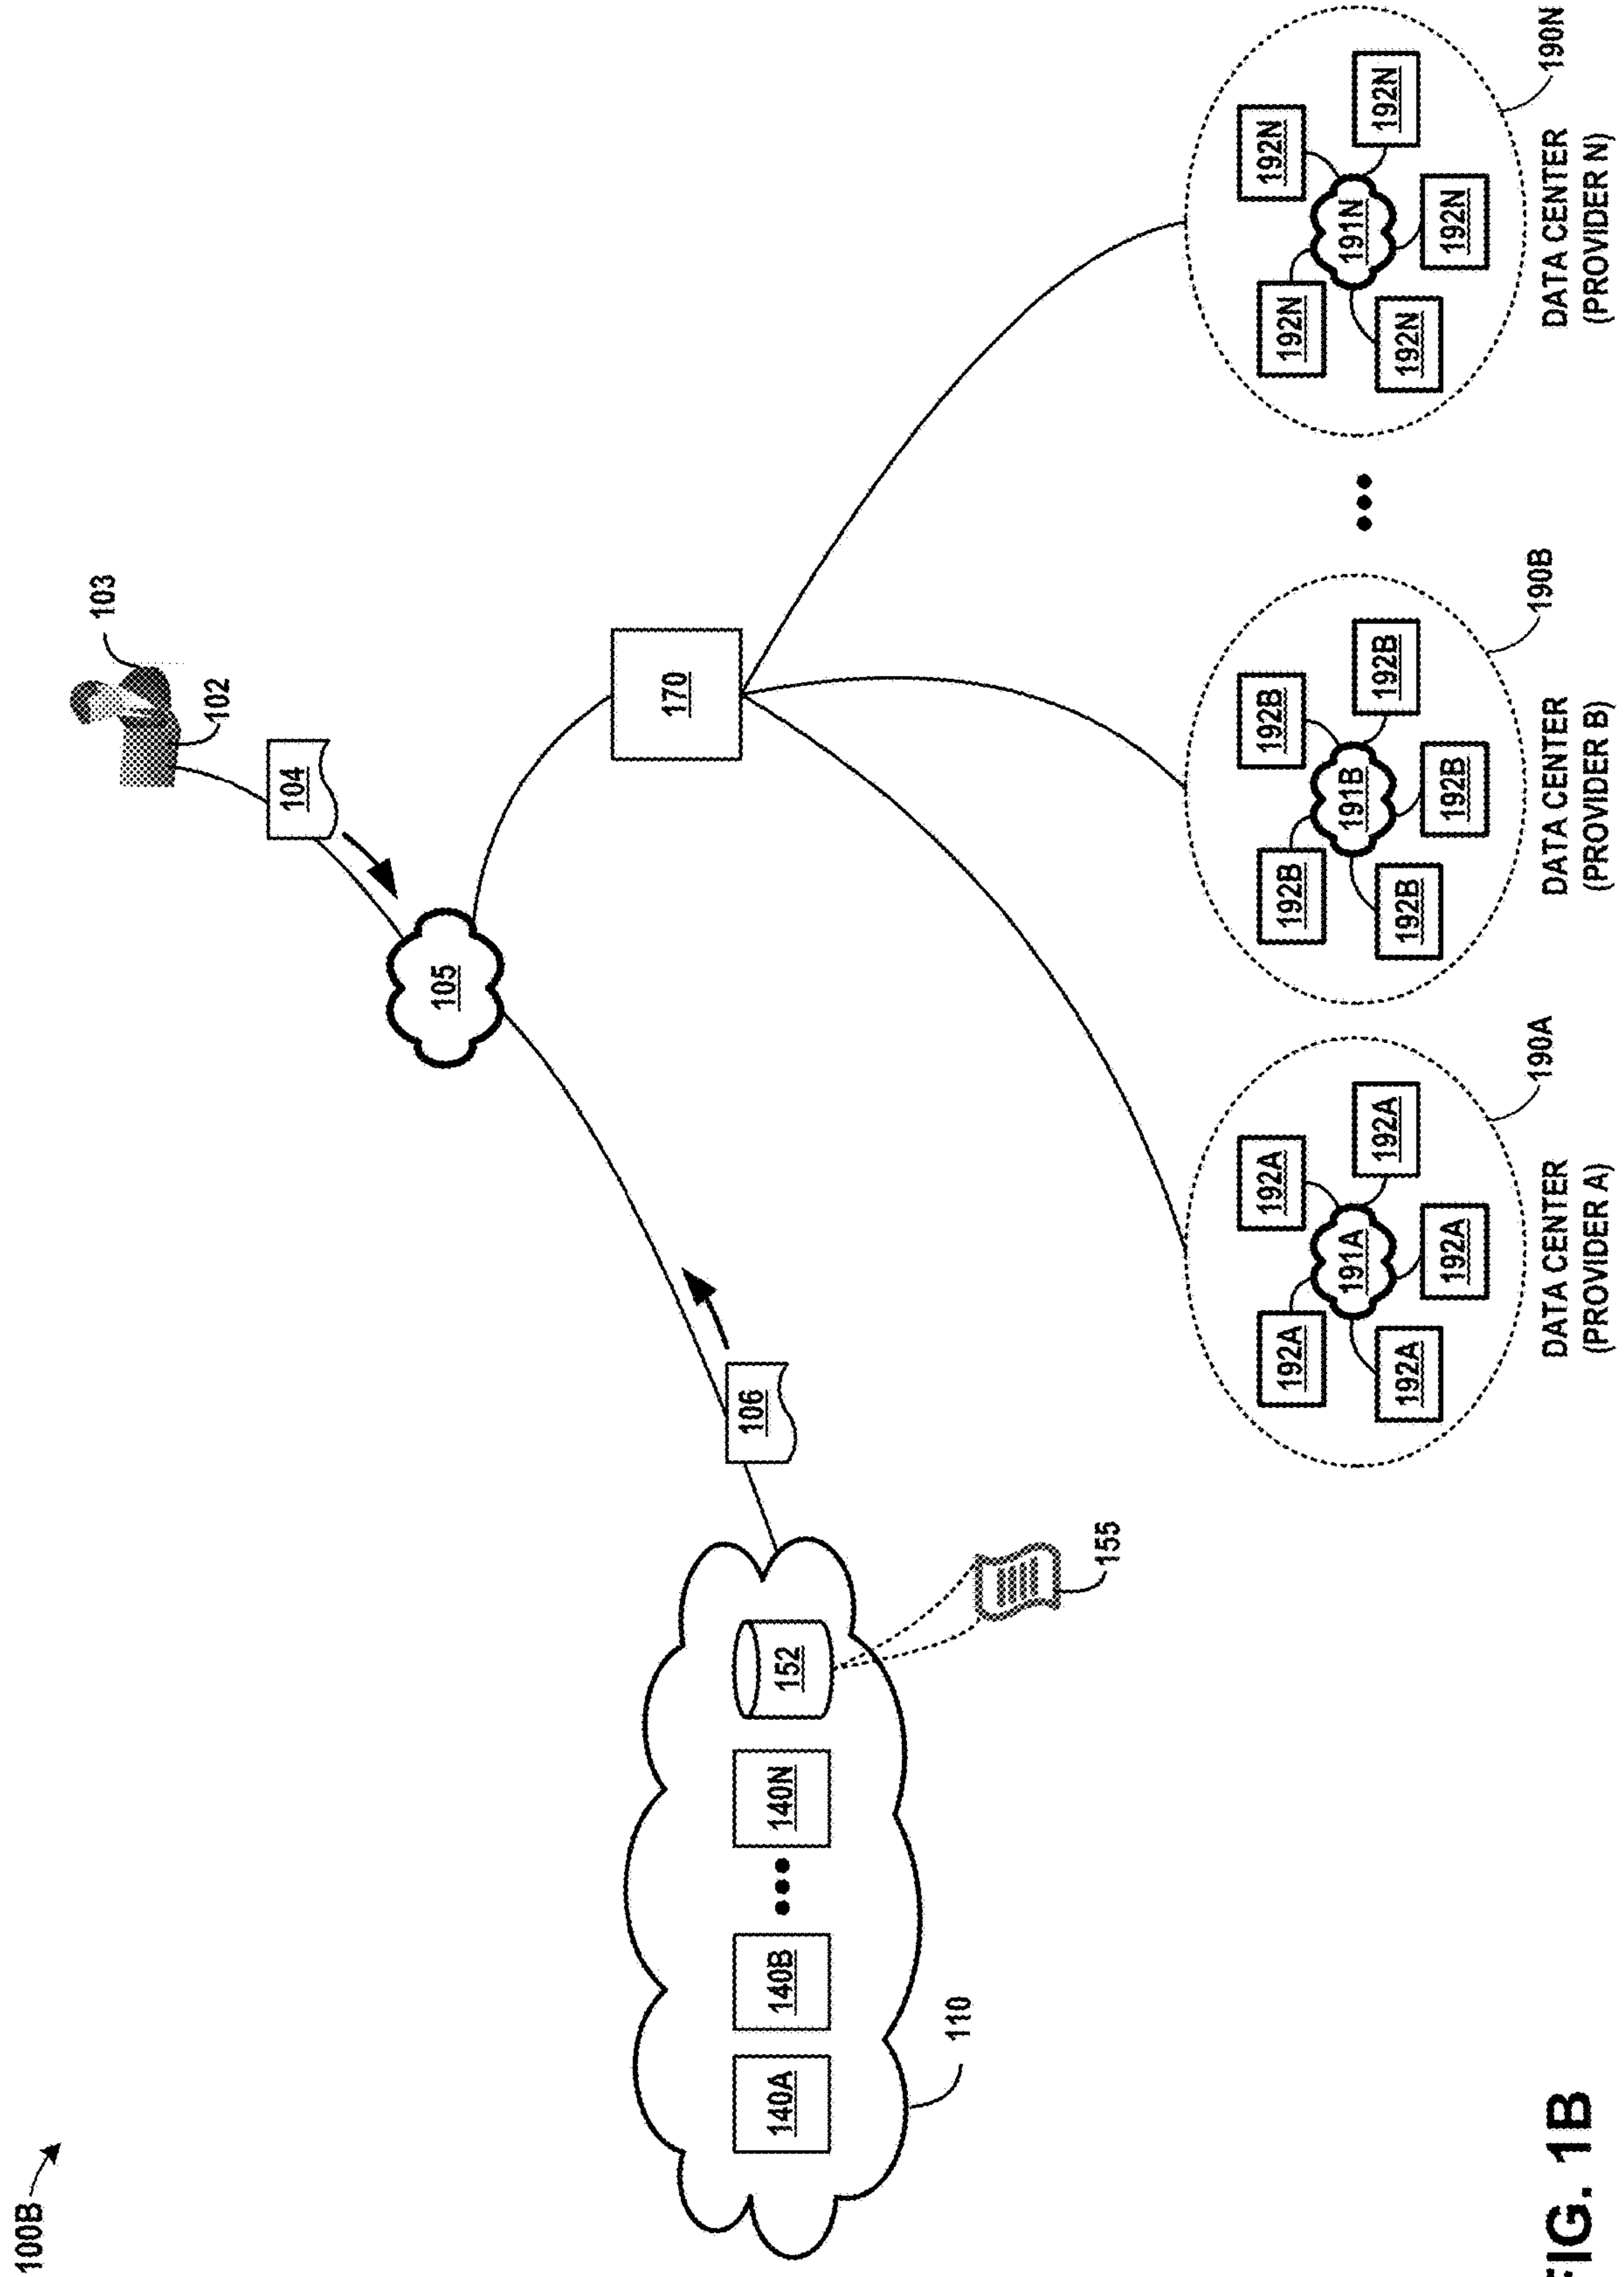 100B
103
102
104
105
170
106
110
140A
140B
140N
152
155
192A
192A
192A
192A
192A
191A
190A
DATA CENTER
(PROVIDER A)
192B
192B
192B
192B
192B
191B
190B
DATA CENTER
(PROVIDER B)
192N
192N
192N
192N
192N
191N
190N
DATA CENTER
(PROVIDER N)
FIG. 1B